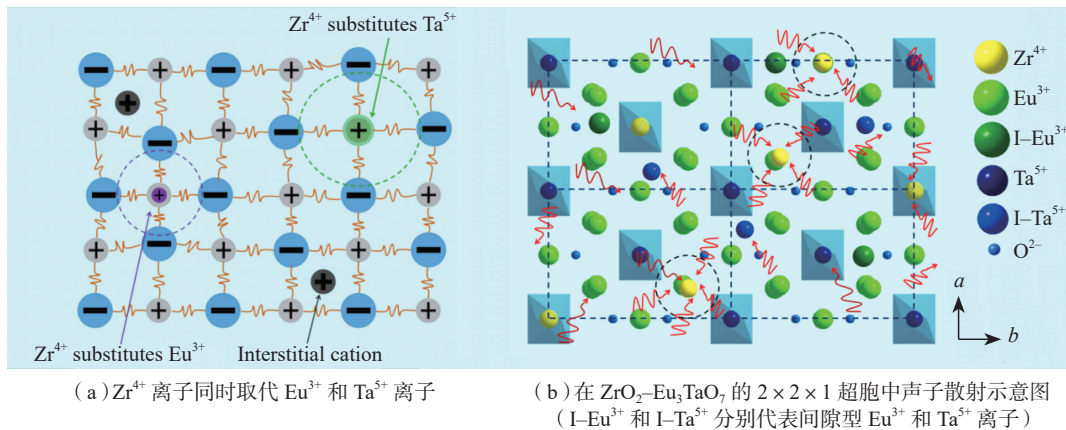 Zr⁴⁺ substitutes Ta⁵⁺
Zr⁴⁺ substitutes Eu³⁺
Interstitial cation
(a)Zr⁴⁺ 离子同时取代 Eu³⁺ 和 Ta⁵⁺ 离子
Zr⁴⁺
Eu³⁺
I–Eu³⁺
Ta⁵⁺
I–Ta⁵⁺
O²⁻
a
b
(b)在 ZrO₂–Eu₃TaO₇ 的 2 × 2 × 1 超胞中声子散射示意图
(I–Eu³⁺ 和 I–Ta⁵⁺ 分别代表间隙型 Eu³⁺ 和 Ta⁵⁺ 离子)